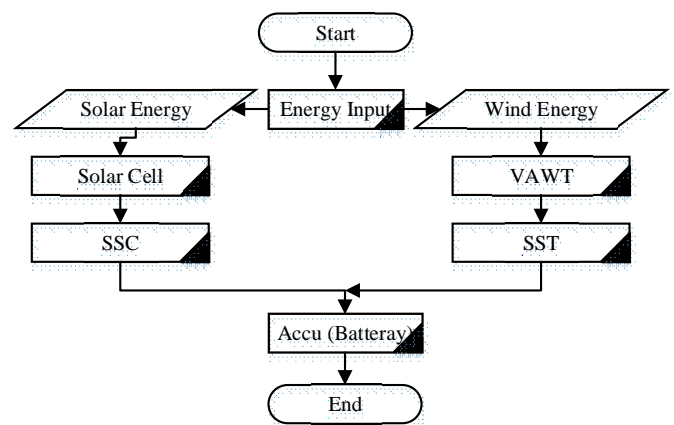 Start
Solar Energy
Energy Input
Wind Energy
Solar Cell
VAWT
SSC
SST
Accu (Batteray)
End